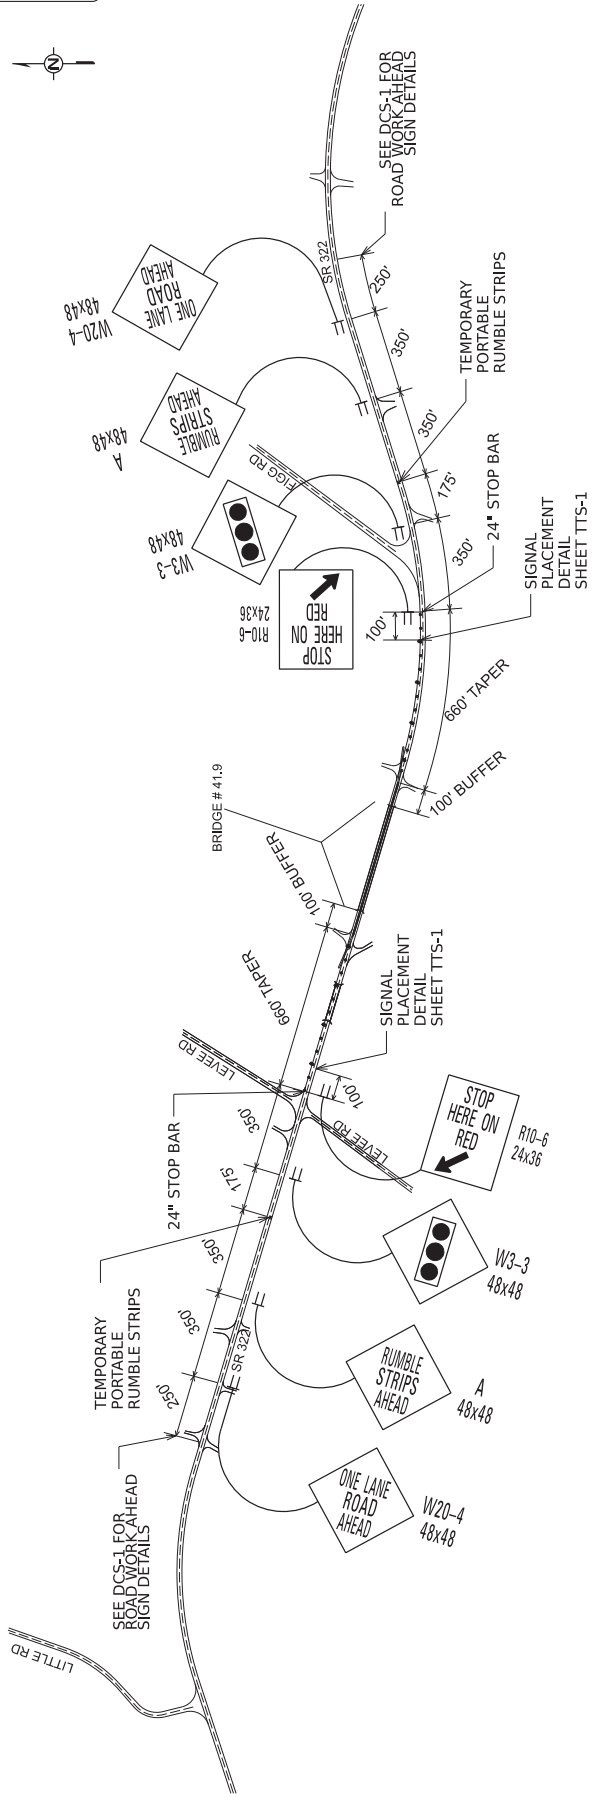 N
SEE DCS-1 FOR
ROAD WORK AHEAD
SIGN DETAILS
SR 322
250'
ONE LANE
ROAD
AHEAD
W20-4
48x48
350'
TEMPORARY
PORTABLE
RUMBLE STRIPS
RUMBLE
STRIPS
AHEAD
A
48x48
350'
FIGG RD
175'
24" STOP BAR
W3-3
48x48
350'
SIGNAL
PLACEMENT
DETAIL
SHEET TTS-1
STOP
HERE ON
RED
R10-6
24x36
100'
660' TAPER
BRIDGE # 41.9
100' BUFFER
100' BUFFER
660' TAPER
SIGNAL
PLACEMENT
DETAIL
SHEET TTS-1
LEVEE RD
24" STOP BAR
350'
100'
LEVEE RD
STOP
HERE ON
RED
R10-6
24x36
175'
350'
W3-3
48x48
TEMPORARY
PORTABLE
RUMBLE STRIPS
350'
SR 322
RUMBLE
STRIPS
AHEAD
A
48x48
250'
SEE DCS-1 FOR
ROAD WORK AHEAD
SIGN DETAILS
ONE LANE
ROAD
AHEAD
W20-4
48x48
LITTLE RD